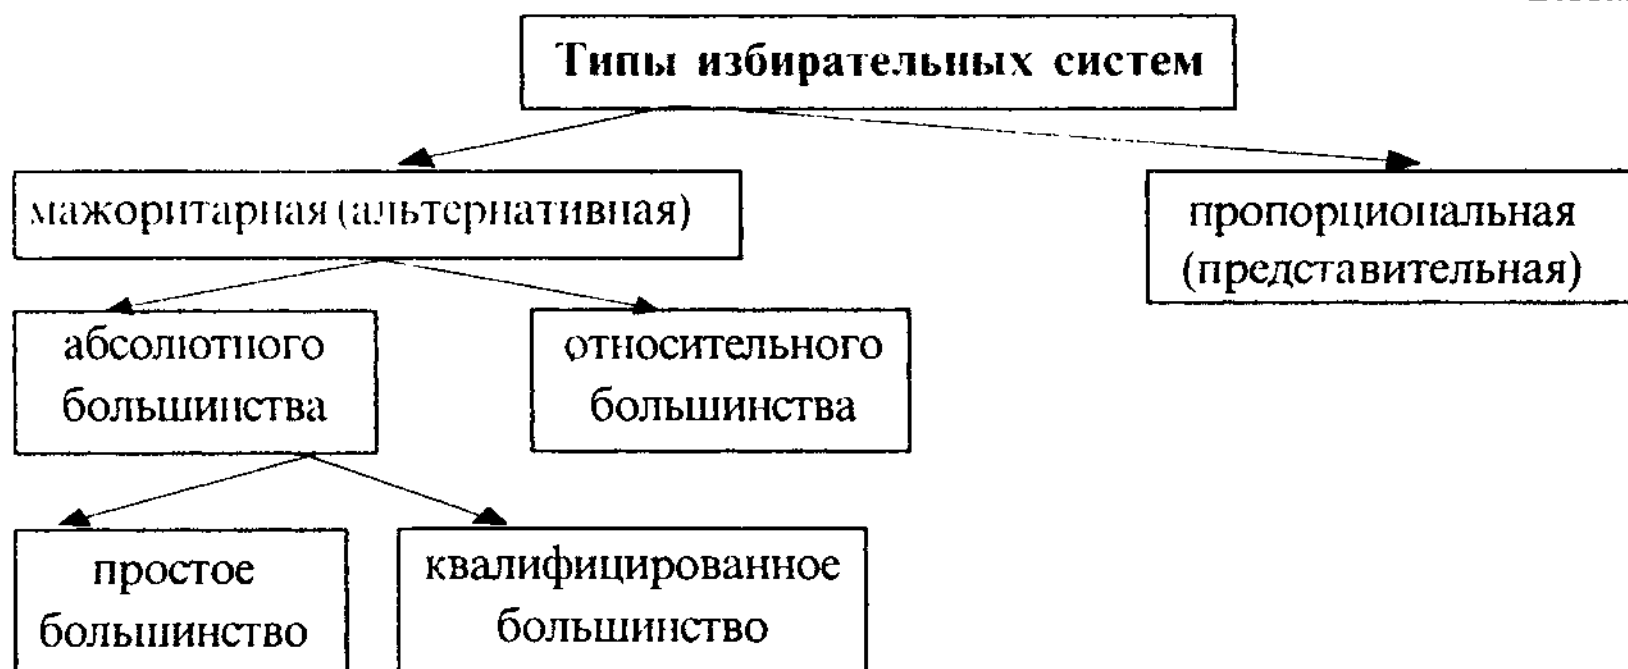 Типы избирательных систем
мажоритарная (альтернативная)
пропорциональная
(представительная)
абсолютного
большинства
относительного
большинства
простое
большинство
квалифицированное
большинство